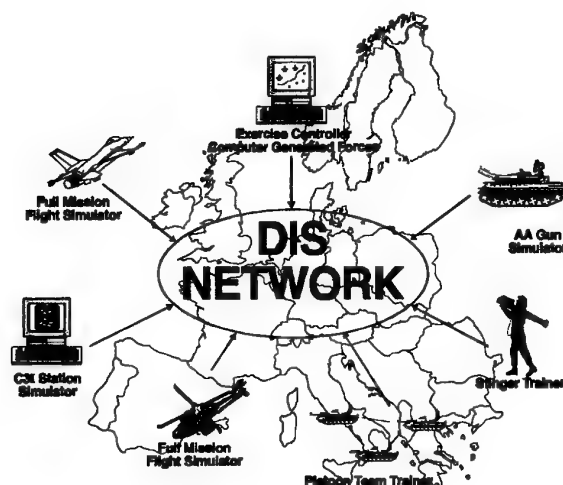 Exercise Controller
Computer Generated Forces
Full Mission
Flight Simulator
AA Gun
Simulator
DIS
NETWORK
C3I Station
Simulator
Stinger Trainer
Full Mission
Flight Simulator
Platoon Team Trainer